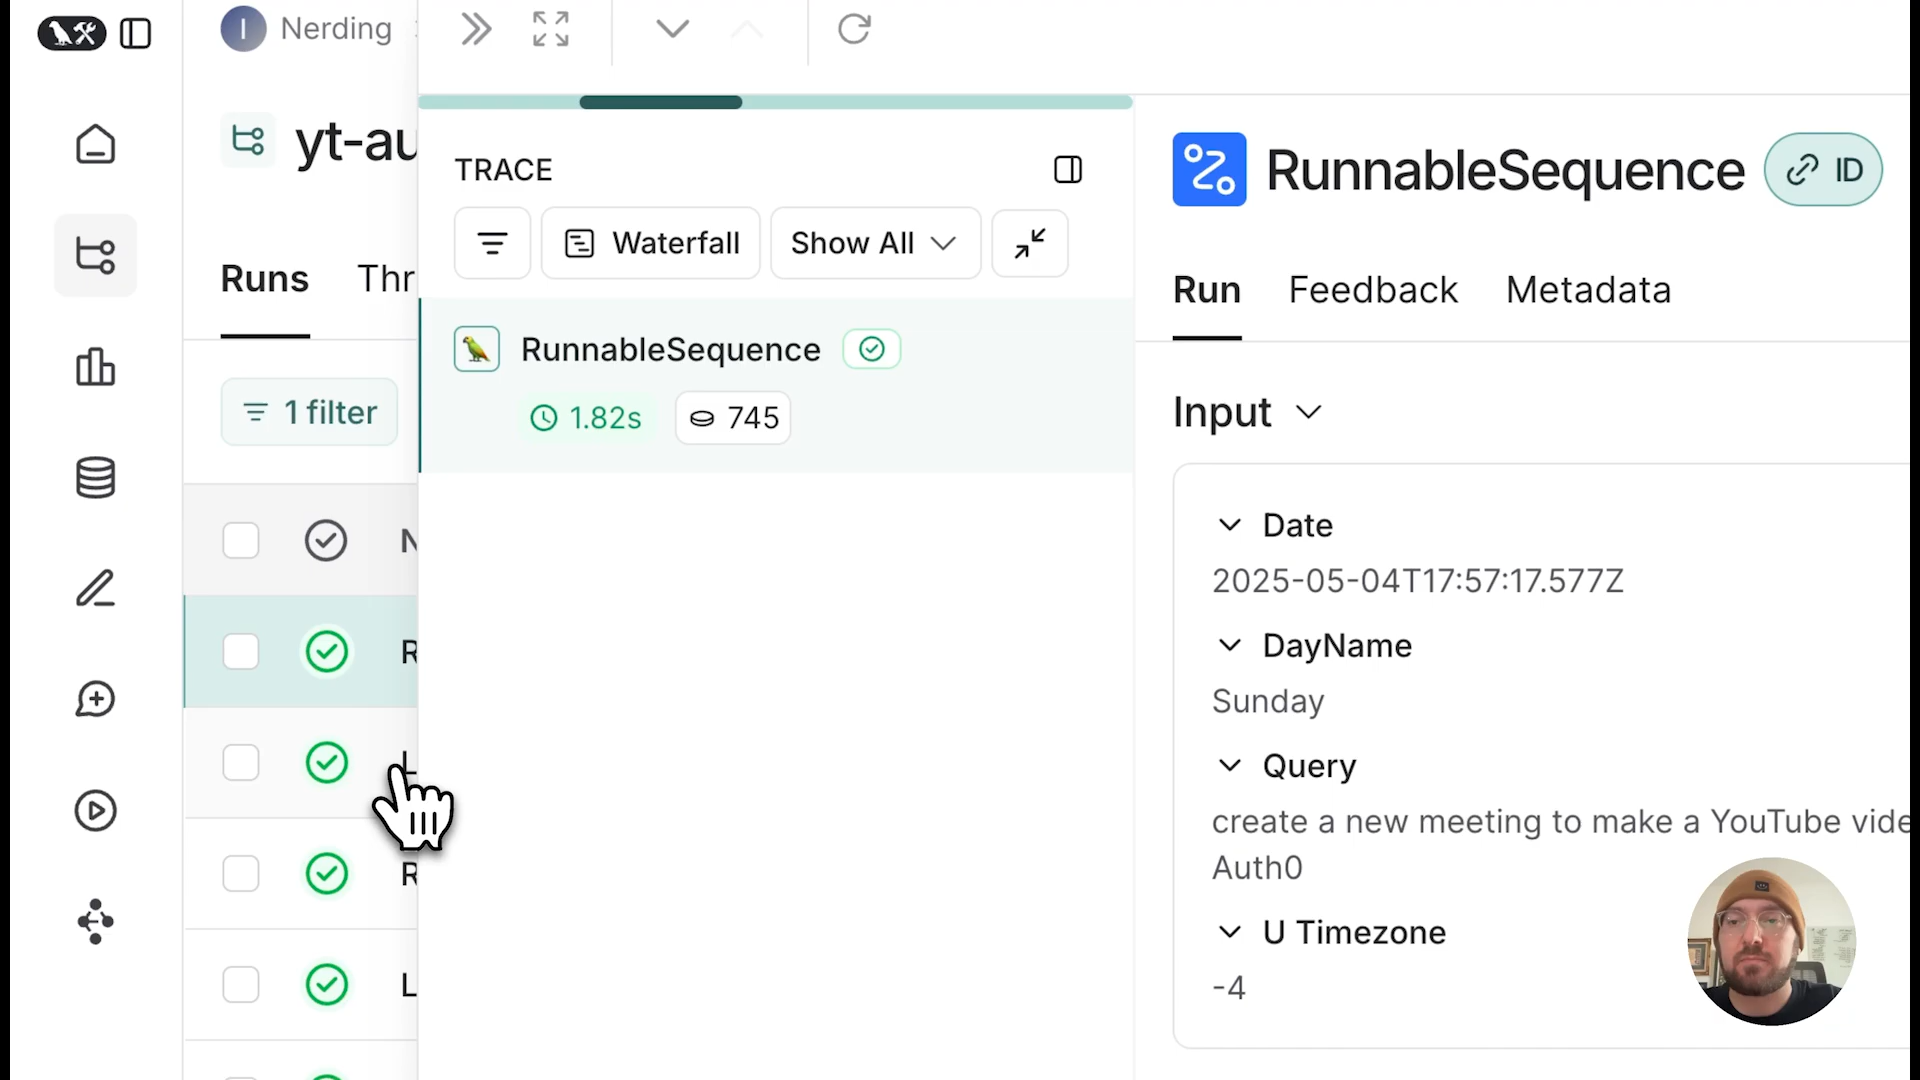 I Nerding
yt-au
Runs Thr
1 filter
N
R
L
R
L
TRACE
Waterfall Show All
RunnableSequence
1.82s 745
RunnableSequence ID
Run Feedback Metadata
Input
Date
2025-05-04T17:57:17.577Z
DayName
Sunday
Query
create a new meeting to make a YouTube vide
Auth0
U Timezone
-4